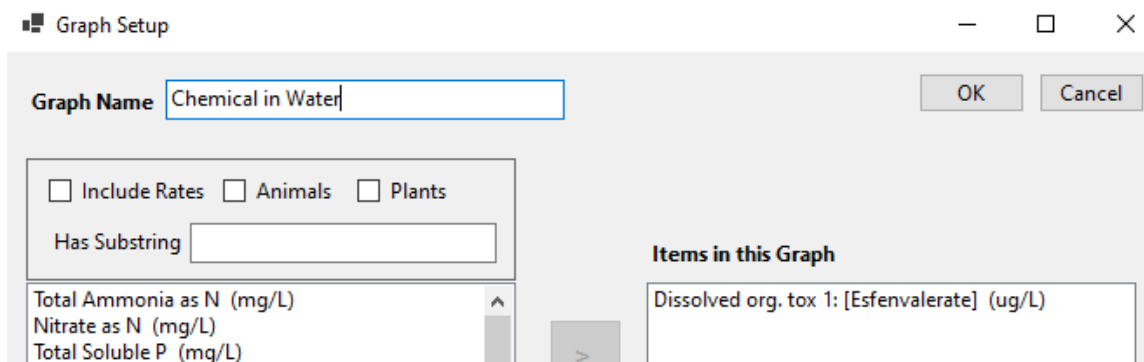 Graph Setup
Graph Name Chemical in Water
OK Cancel
Include Rates Animals Plants
Has Substring
Items in this Graph
Total Ammonia as N (mg/L)
Nitrate as N (mg/L)
Total Soluble P (mg/L)
>
Dissolved org. tox 1: [Esfenvalerate] (ug/L)